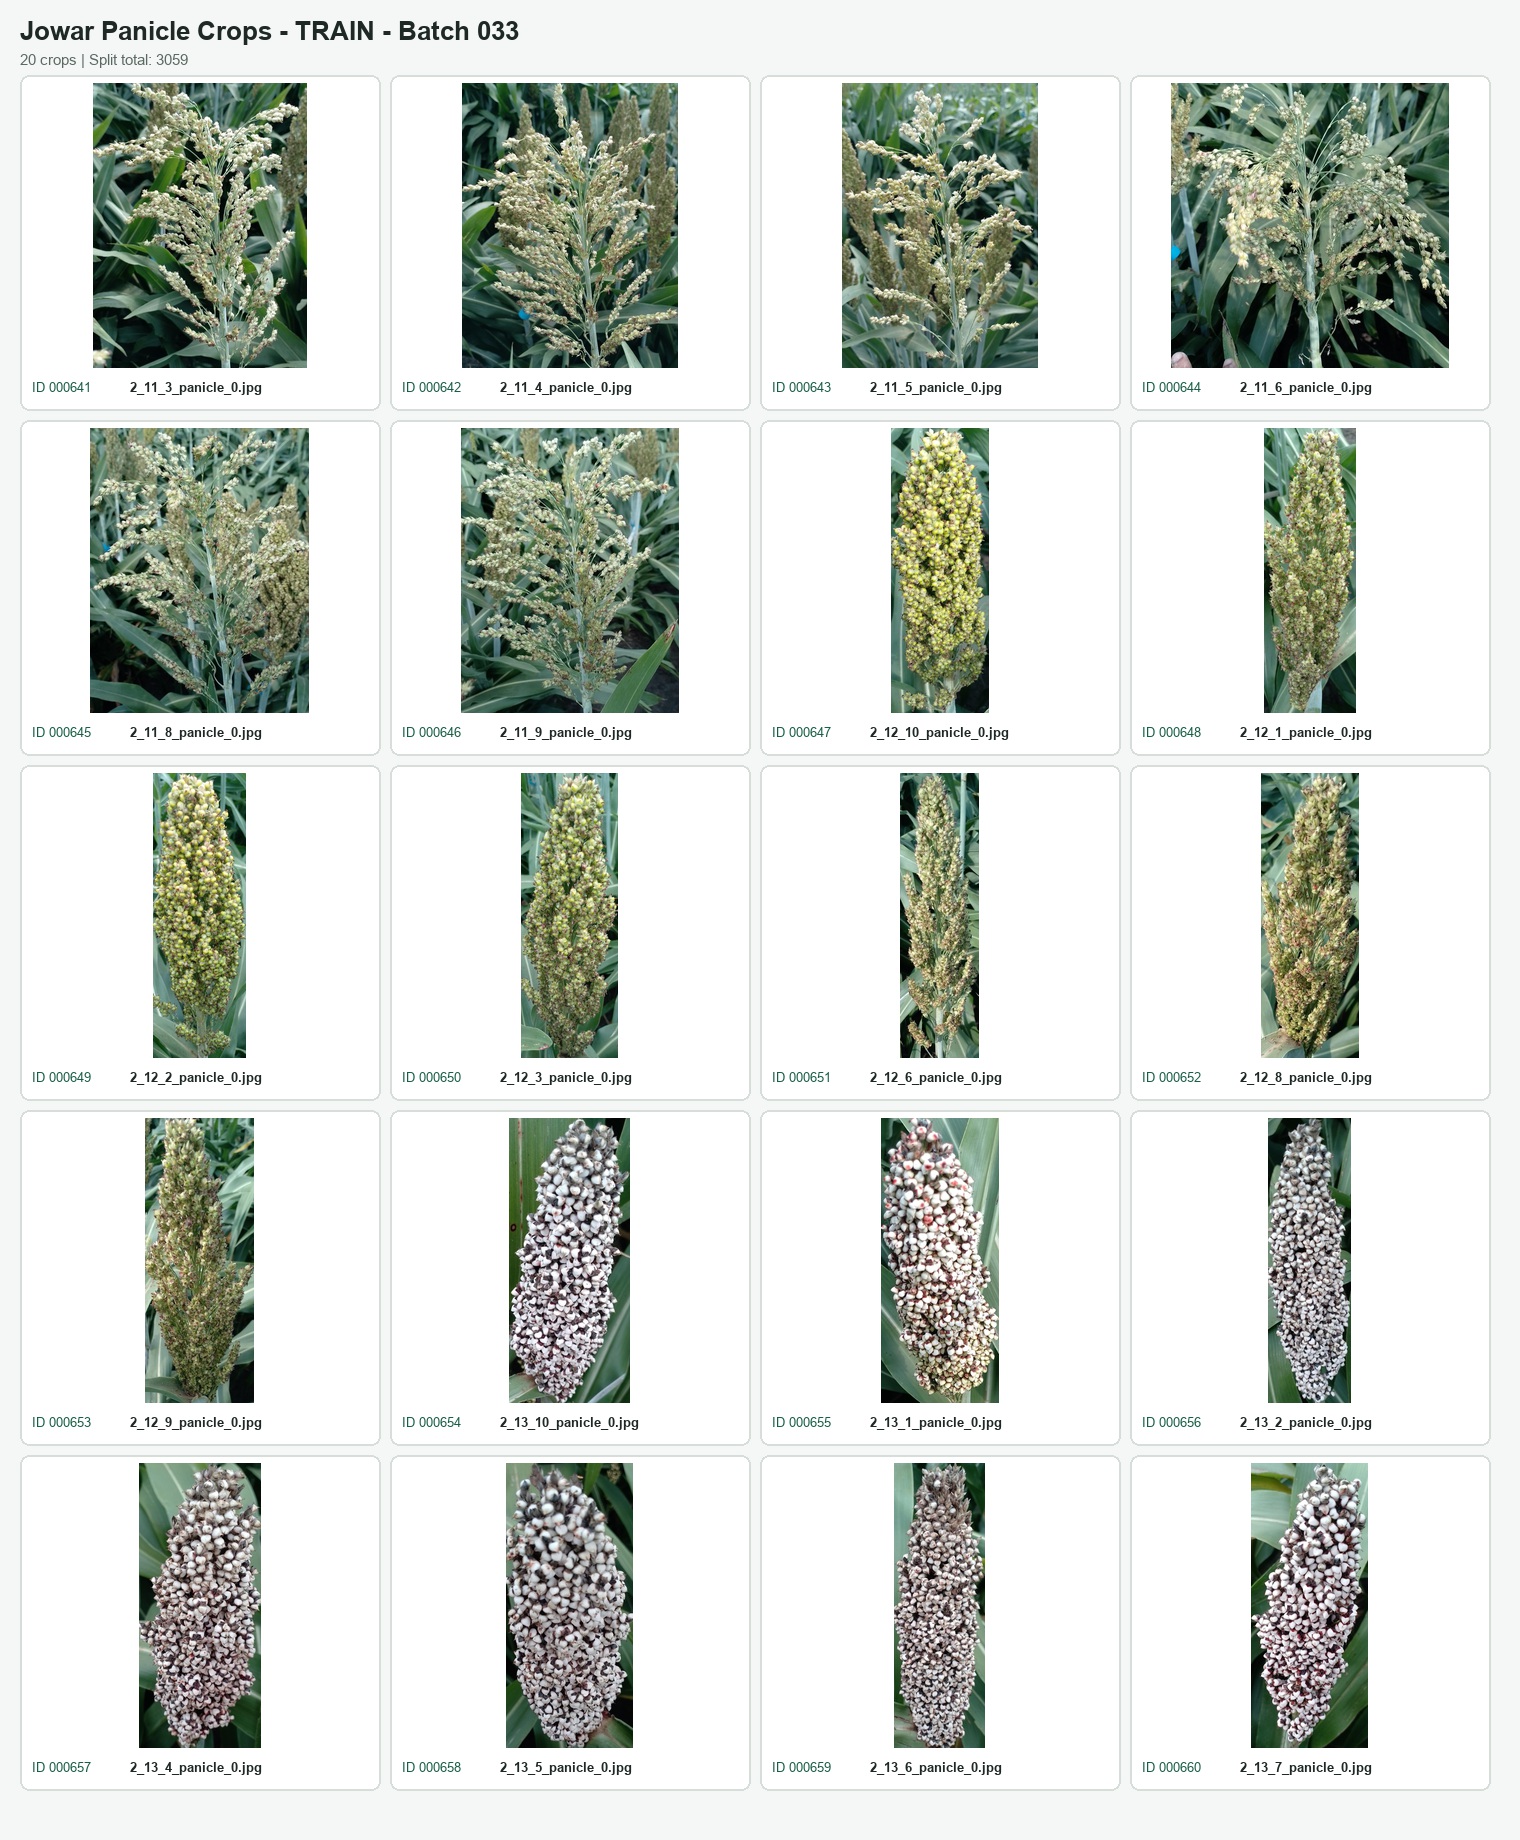 Jowar Panicle Crops - TRAIN - Batch 033
20 crops | Split total: 3059
ID 000641 2_11_3_panicle_0.jpg
ID 000642 2_11_4_panicle_0.jpg
ID 000643 2_11_5_panicle_0.jpg
ID 000644 2_11_6_panicle_0.jpg
ID 000645 2_11_8_panicle_0.jpg
ID 000646 2_11_9_panicle_0.jpg
ID 000647 2_12_10_panicle_0.jpg
ID 000648 2_12_1_panicle_0.jpg
ID 000649 2_12_2_panicle_0.jpg
ID 000650 2_12_3_panicle_0.jpg
ID 000651 2_12_6_panicle_0.jpg
ID 000652 2_12_8_panicle_0.jpg
ID 000653 2_12_9_panicle_0.jpg
ID 000654 2_13_10_panicle_0.jpg
ID 000655 2_13_1_panicle_0.jpg
ID 000656 2_13_2_panicle_0.jpg
ID 000657 2_13_4_panicle_0.jpg
ID 000658 2_13_5_panicle_0.jpg
ID 000659 2_13_6_panicle_0.jpg
ID 000660 2_13_7_panicle_0.jpg